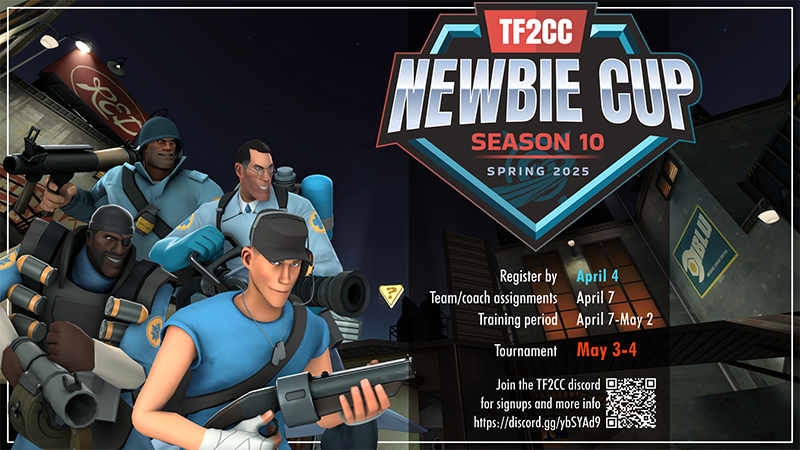 RED
TF2CC
NEWBIE CUP
SEASON 10
SPRING 2025
BLU
Register by April 4
Team/coach assignments April 7
Training period April 7-May 2
Tournament May 3-4
Join the TF2CC discord
for signups and more info
https://discord.gg/ybSYAd9
?